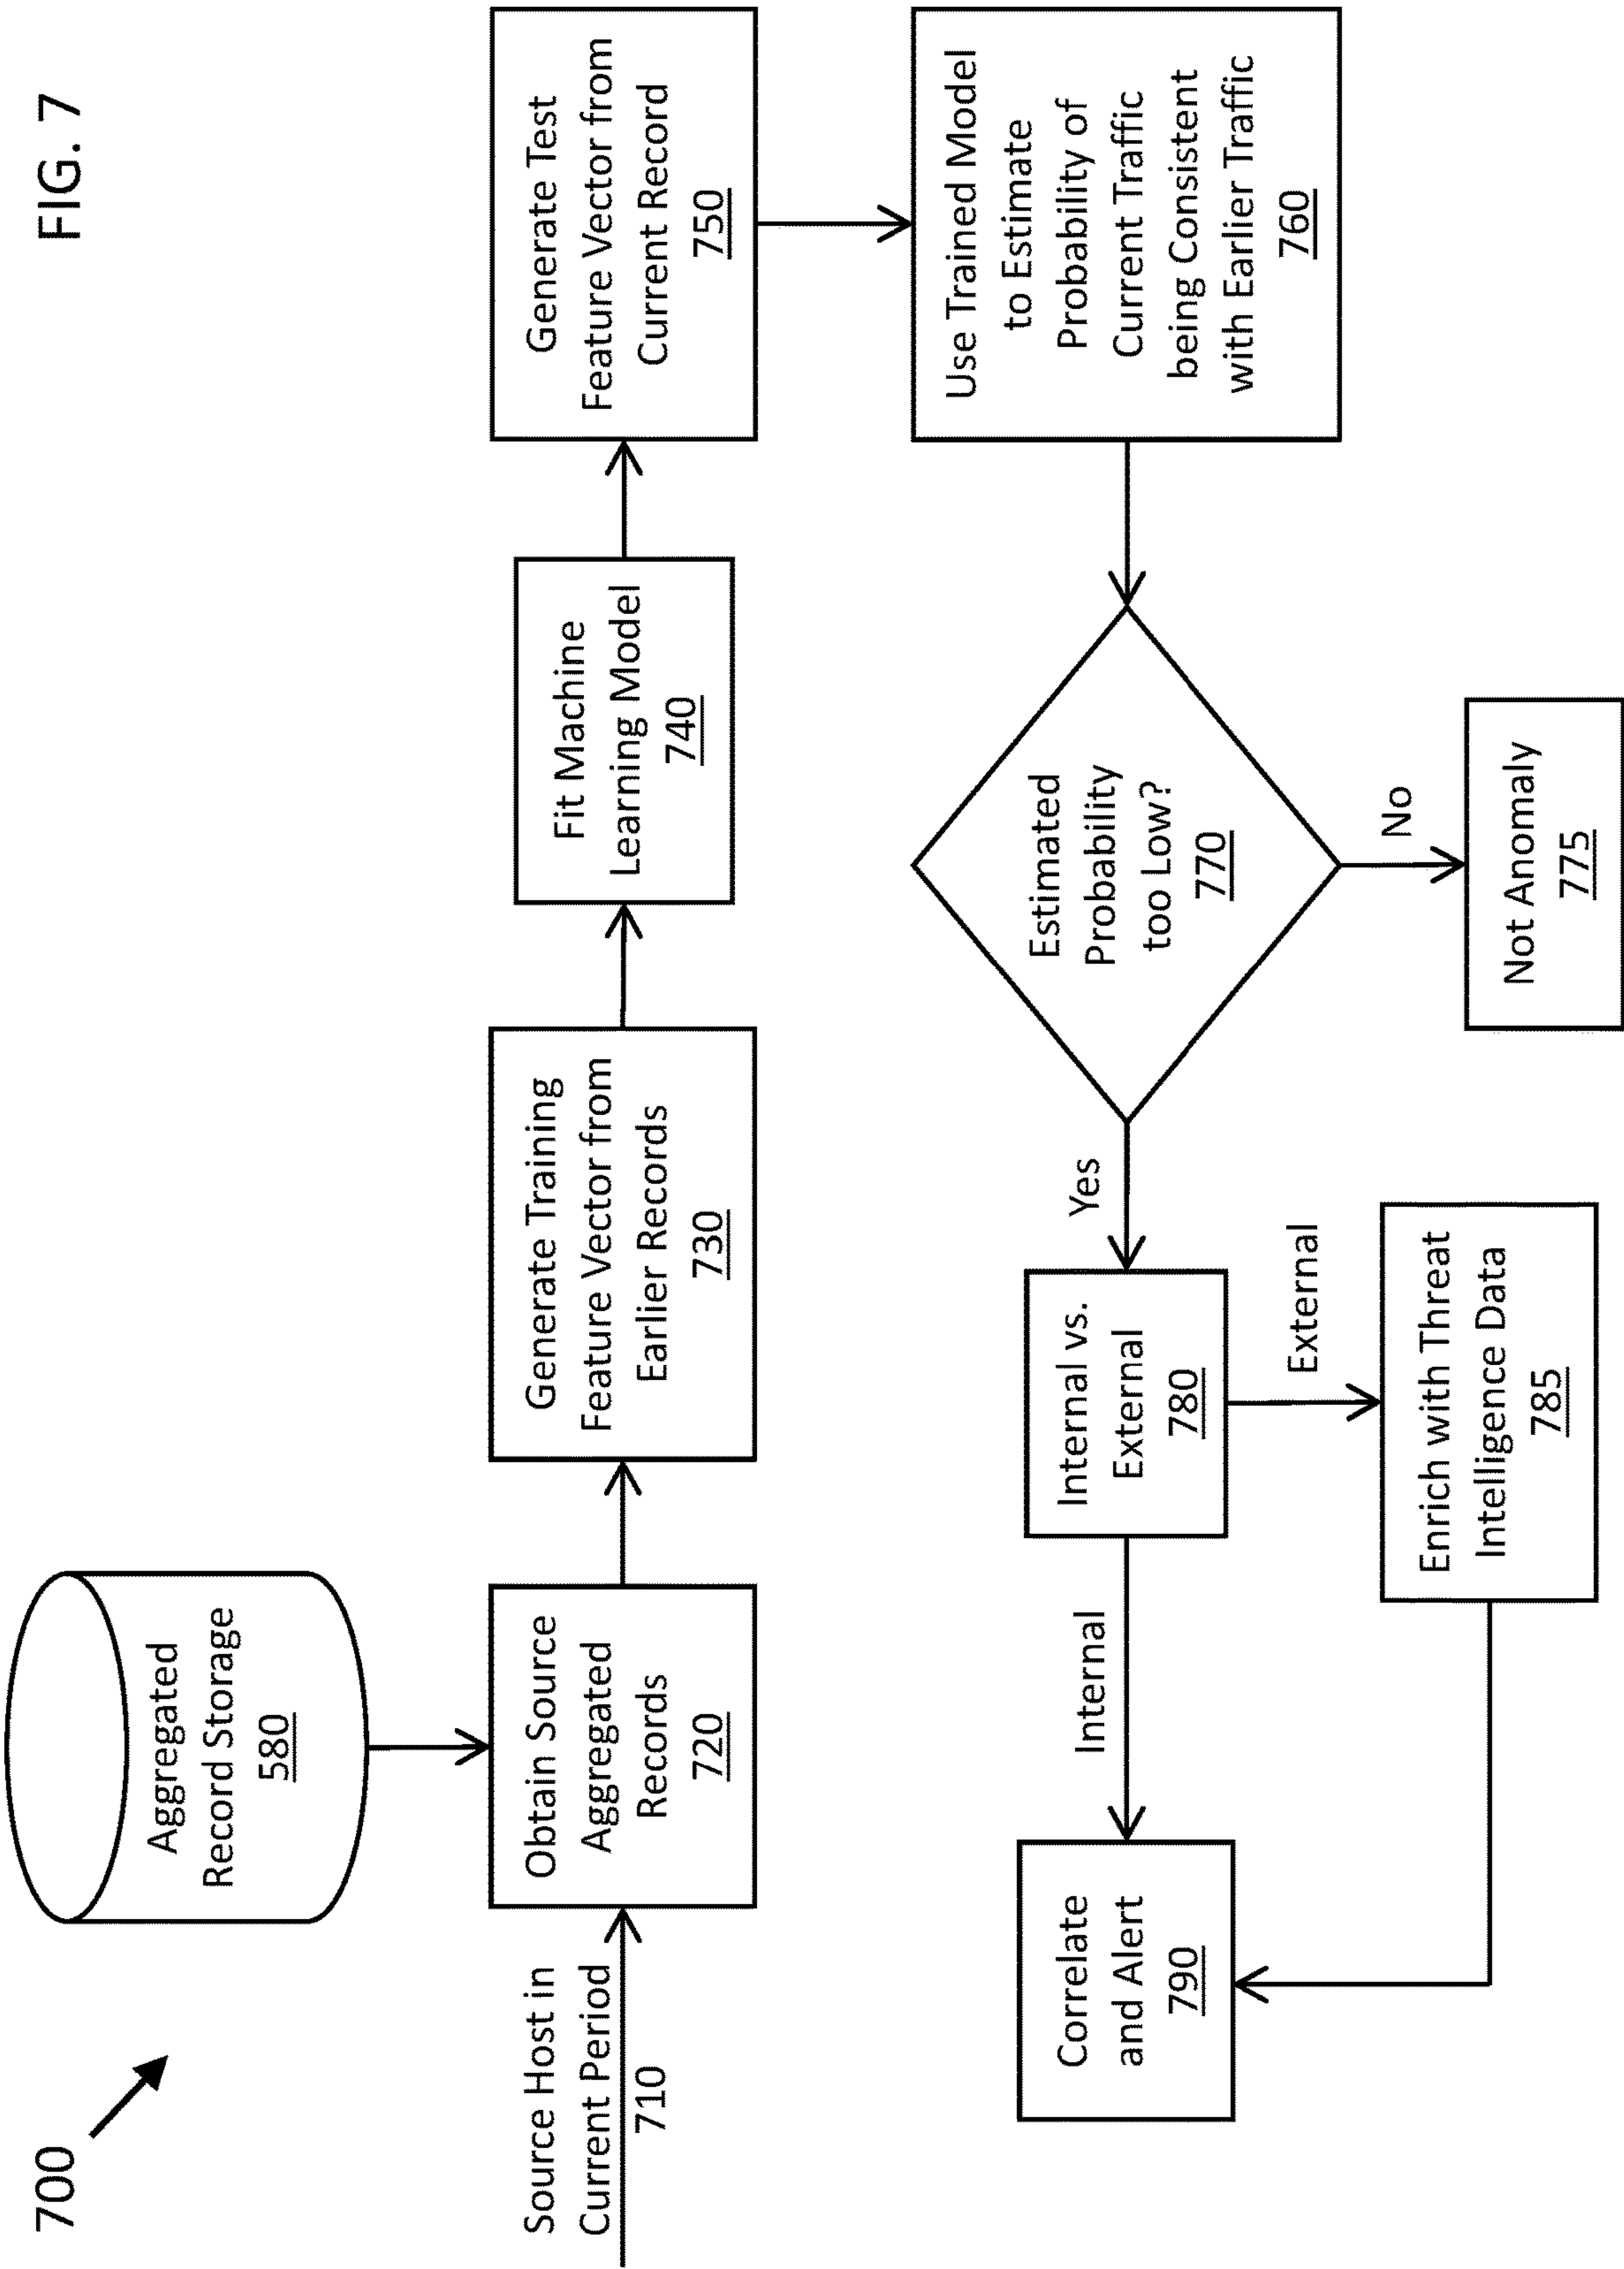 FIG. 7
700
Aggregated
Record Storage
580
Source Host in
Current Period
710
Obtain Source
Aggregated
Records
720
Generate Training
Feature Vector from
Earlier Records
730
Fit Machine
Learning Model
740
Generate Test
Feature Vector from
Current Record
750
Use Trained Model
to Estimate
Probability of
Current Traffic
being Consistent
with Earlier Traffic
760
Estimated
Probability
too Low?
770
No
Not Anomaly
775
Yes
Internal vs.
External
780
External
Enrich with Threat
Intelligence Data
785
Internal
Correlate
and Alert
790